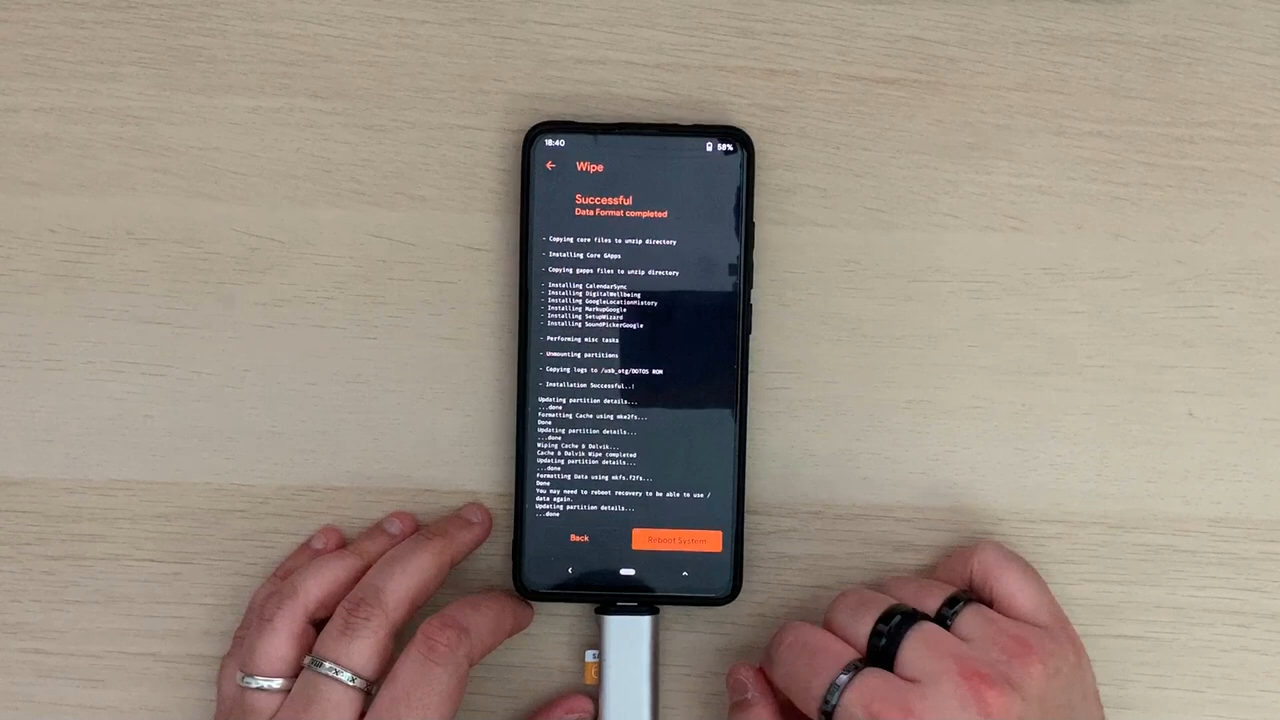 18:40 58%
Wipe
Successful
Data Format completed
- Copying core files to unzip directory
- Installing Core GApps
- Copying gapps files to unzip directory
- Installing CalendarSync
- Installing DigitalWellbeing
- Installing GoogleLocationHistory
- Installing MarkupGoogle
- Installing SetupWizard
- Installing SoundPickerGoogle
- Performing misc tasks
- Unmounting partitions
- Copying logs to /usb_otg/DOTOS ROM
- Installation Successful..!
Updating partition details...
...done
Formatting Cache using mke2fs...
Done
Updating partition details...
...done
Wiping Cache & Dalvik...
Cache & Dalvik Wipe completed
Updating partition details...
...done
Formatting Data using mkfs.f2fs...
Done
You may need to reboot recovery to be able to use /
data again.
Updating partition details...
...done
Back Reboot System